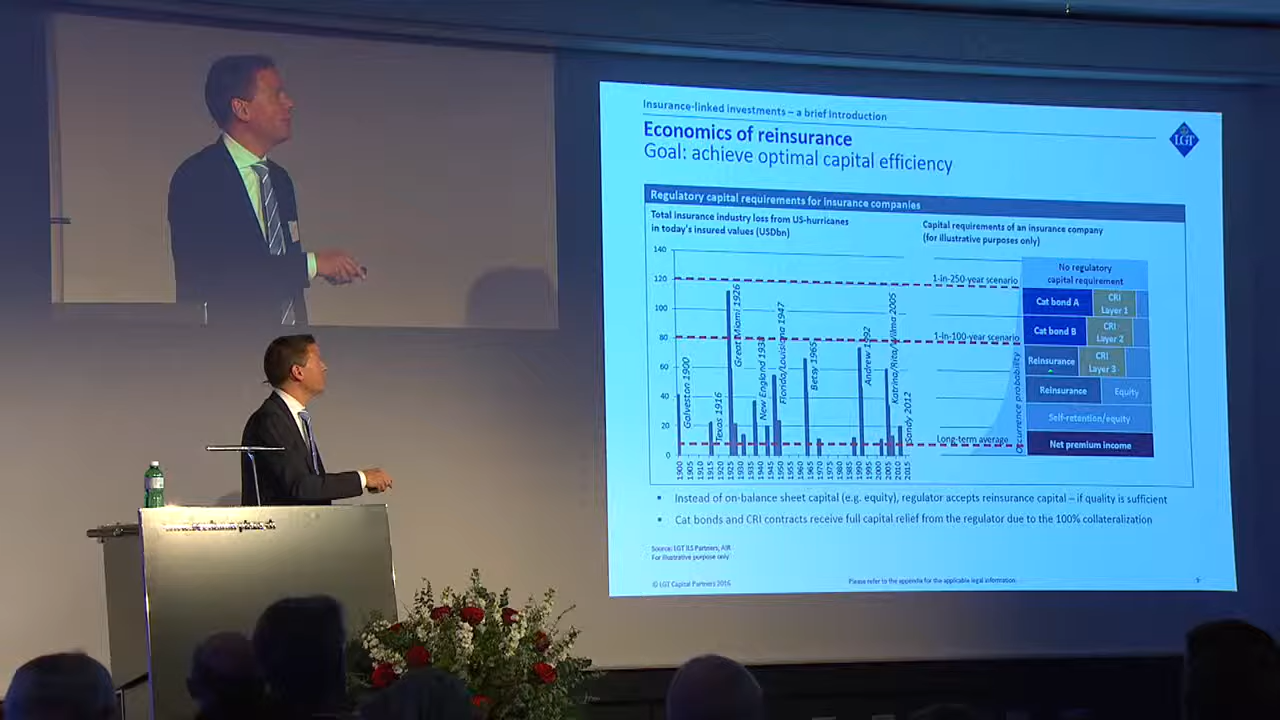 Insurance-linked investments – a brief introduction
LGT
Economics of reinsurance
Goal: achieve optimal capital efficiency
Regulatory capital requirements for insurance companies
Total insurance industry loss from US-hurricanes
in today's insured values (USDbn)
140
120
100
80
60
40
20
0
Galveston 1900
Texas 1916
Great Miami 1926
New England 1938
Florida/Louisiana 1947
Betsy 1965
Andrew 1992
Katrina/Rita/Wilma 2005
Sandy 2012
1900
1905
1910
1915
1920
1925
1930
1935
1940
1945
1950
1955
1960
1965
1970
1975
1980
1985
1990
1995
2000
2005
2010
2015
Capital requirements of an insurance company
(for illustrative purposes only)
1-in-250-year scenario
1-in-100-year scenario
Long-term average
Occurrence probability
No regulatory
capital requirement
Cat bond A
CRI
Layer 1
Cat bond B
CRI
Layer 2
Reinsurance
CRI
Layer 3
Reinsurance
Equity
Self-retention/equity
Net premium income
▪ Instead of on-balance sheet capital (e.g. equity), regulator accepts reinsurance capital – if quality is sufficient
▪ Cat bonds and CRI contracts receive full capital relief from the regulator due to the 100% collateralization
Source: LGT ILS Partners, AIR
For illustrative purpose only
© LGT Capital Partners 2016
Please refer to the appendix for the applicable legal information.